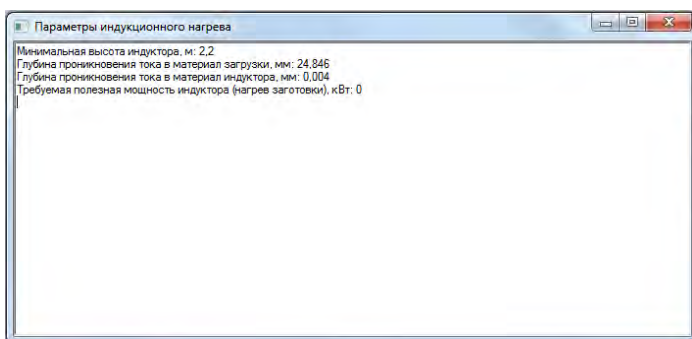 Параметры индукционного нагрева
Минимальная высота индуктора, м: 2,2
Глубина проникновения тока в материал загрузки, мм: 24,846
Глубина проникновения тока в материал индуктора, мм: 0,004
Требуемая полезная мощность индуктора (нагрев заготовки), кВт: 0